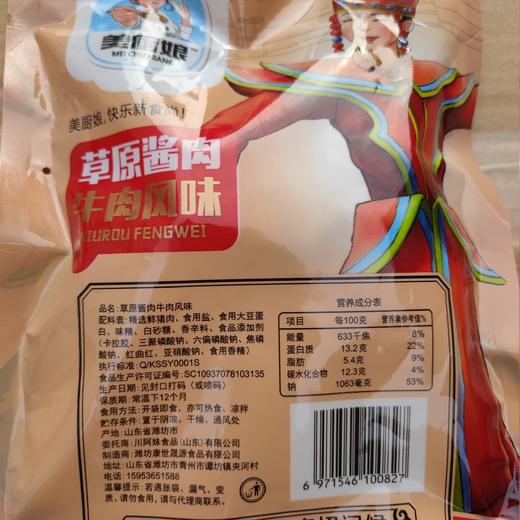 美厨娘
MEI CHU NIANG
美厨娘,快乐新食尚!
草原酱肉
牛肉风味
NIUROU FENGWEI
品名:草原酱肉牛肉风味
配料表:精选鲜猪肉、食用盐、食用大豆蛋
白、味精、白砂糖、香辛料、食品添加剂
(卡拉胶、三聚磷酸钠、六偏磷酸钠、焦磷
酸钠、红曲红、亚硝酸钠、食用香精)
执行标准:Q/KSSY0001S
食品生产许可证编号:SC10937078103135
生产日期:见封口打码(或喷码)
保质期:常温下12个月
食用方法:开袋即食,亦可热食、凉拌
贮存条件:置于阴凉、干燥、通风处
产地:山东省潍坊市
委托商:川阿妹食品(山东)有限公司
制造商:潍坊康世晟源食品有限公司
地址:山东省潍坊市青州市谭坊镇夹河村
电话:15953651588
温馨提示:若遇胀袋、漏气、变
质,请勿食用,请与代理商联系。
营养成分表
项目 每100克 营养素参考值%
能量 633千焦 8%
蛋白质 13.2克 22%
脂肪 5.4克 9%
碳水化合物 12.3克 4%
钠 1063毫克 53%
6 971546 100827